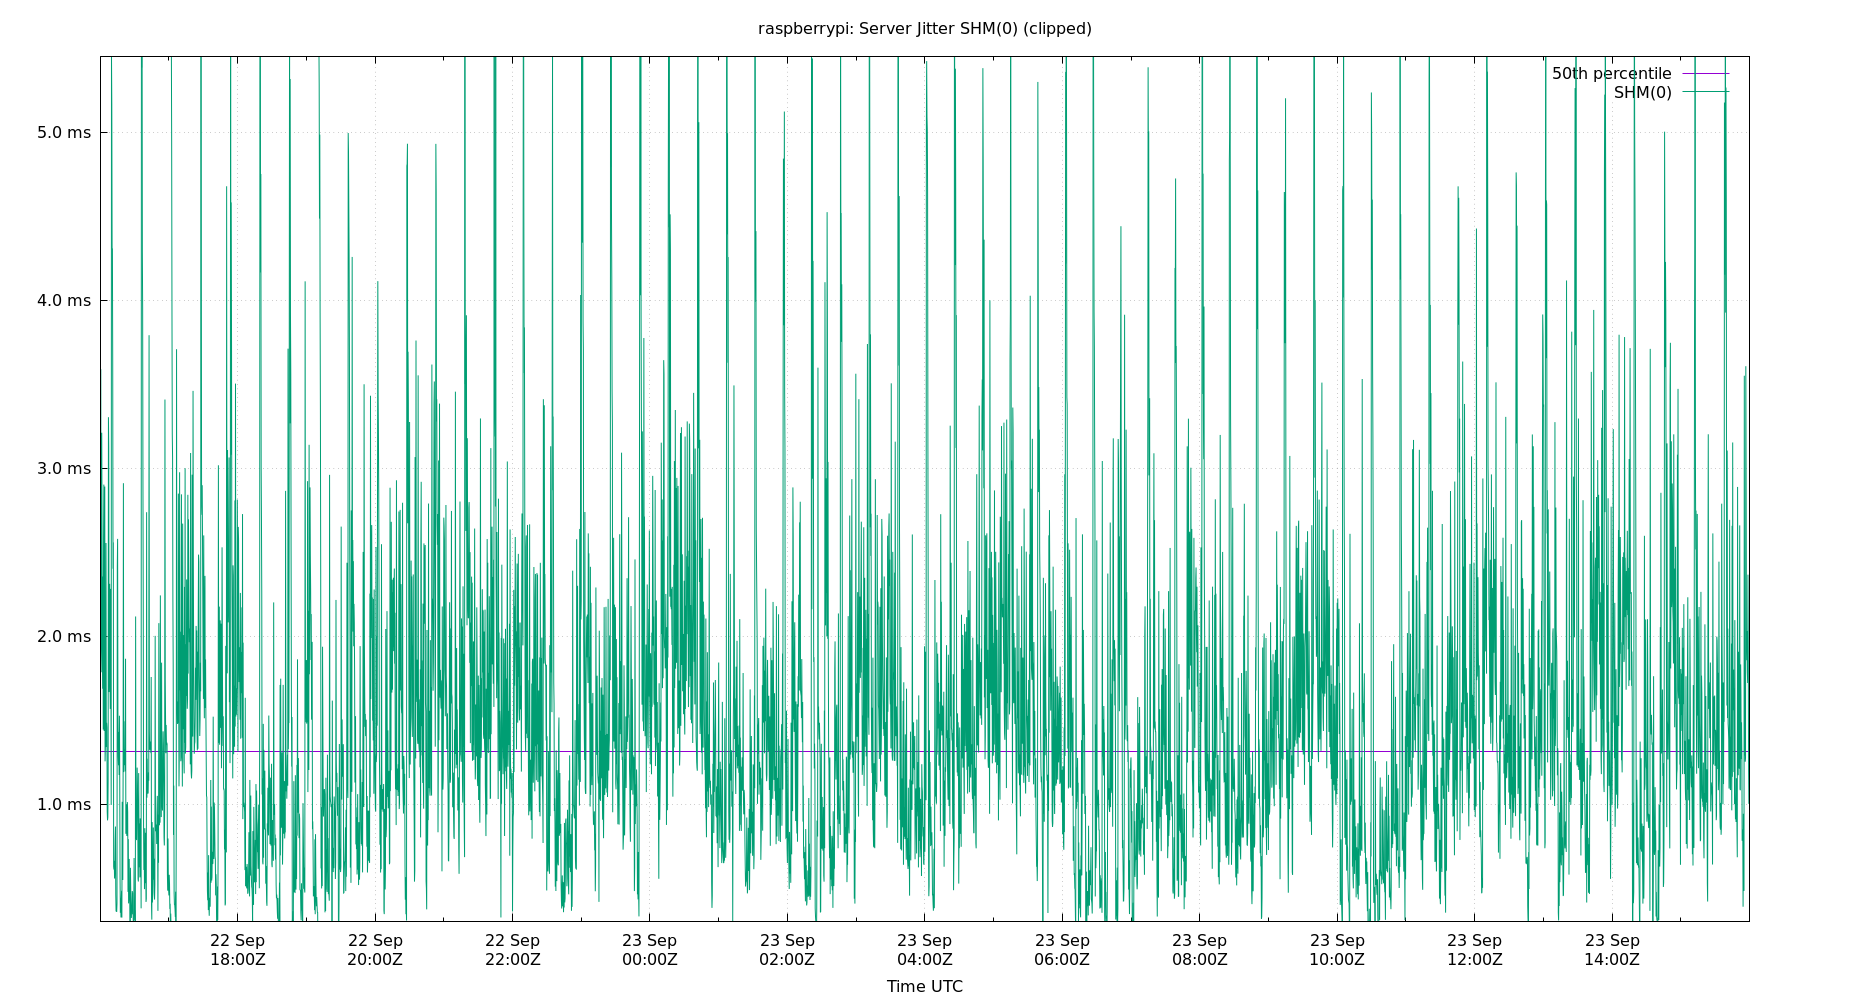 raspberrypi: Server Jitter SHM(0) (clipped)
50th percentile
SHM(0)
5.0 ms
4.0 ms
3.0 ms
2.0 ms
1.0 ms
22 Sep 22 Sep 22 Sep 23 Sep 23 Sep 23 Sep 23 Sep 23 Sep 23 Sep 23 Sep 23 Sep
18:00Z 20:00Z 22:00Z 00:00Z 02:00Z 04:00Z 06:00Z 08:00Z 10:00Z 12:00Z 14:00Z
Time UTC